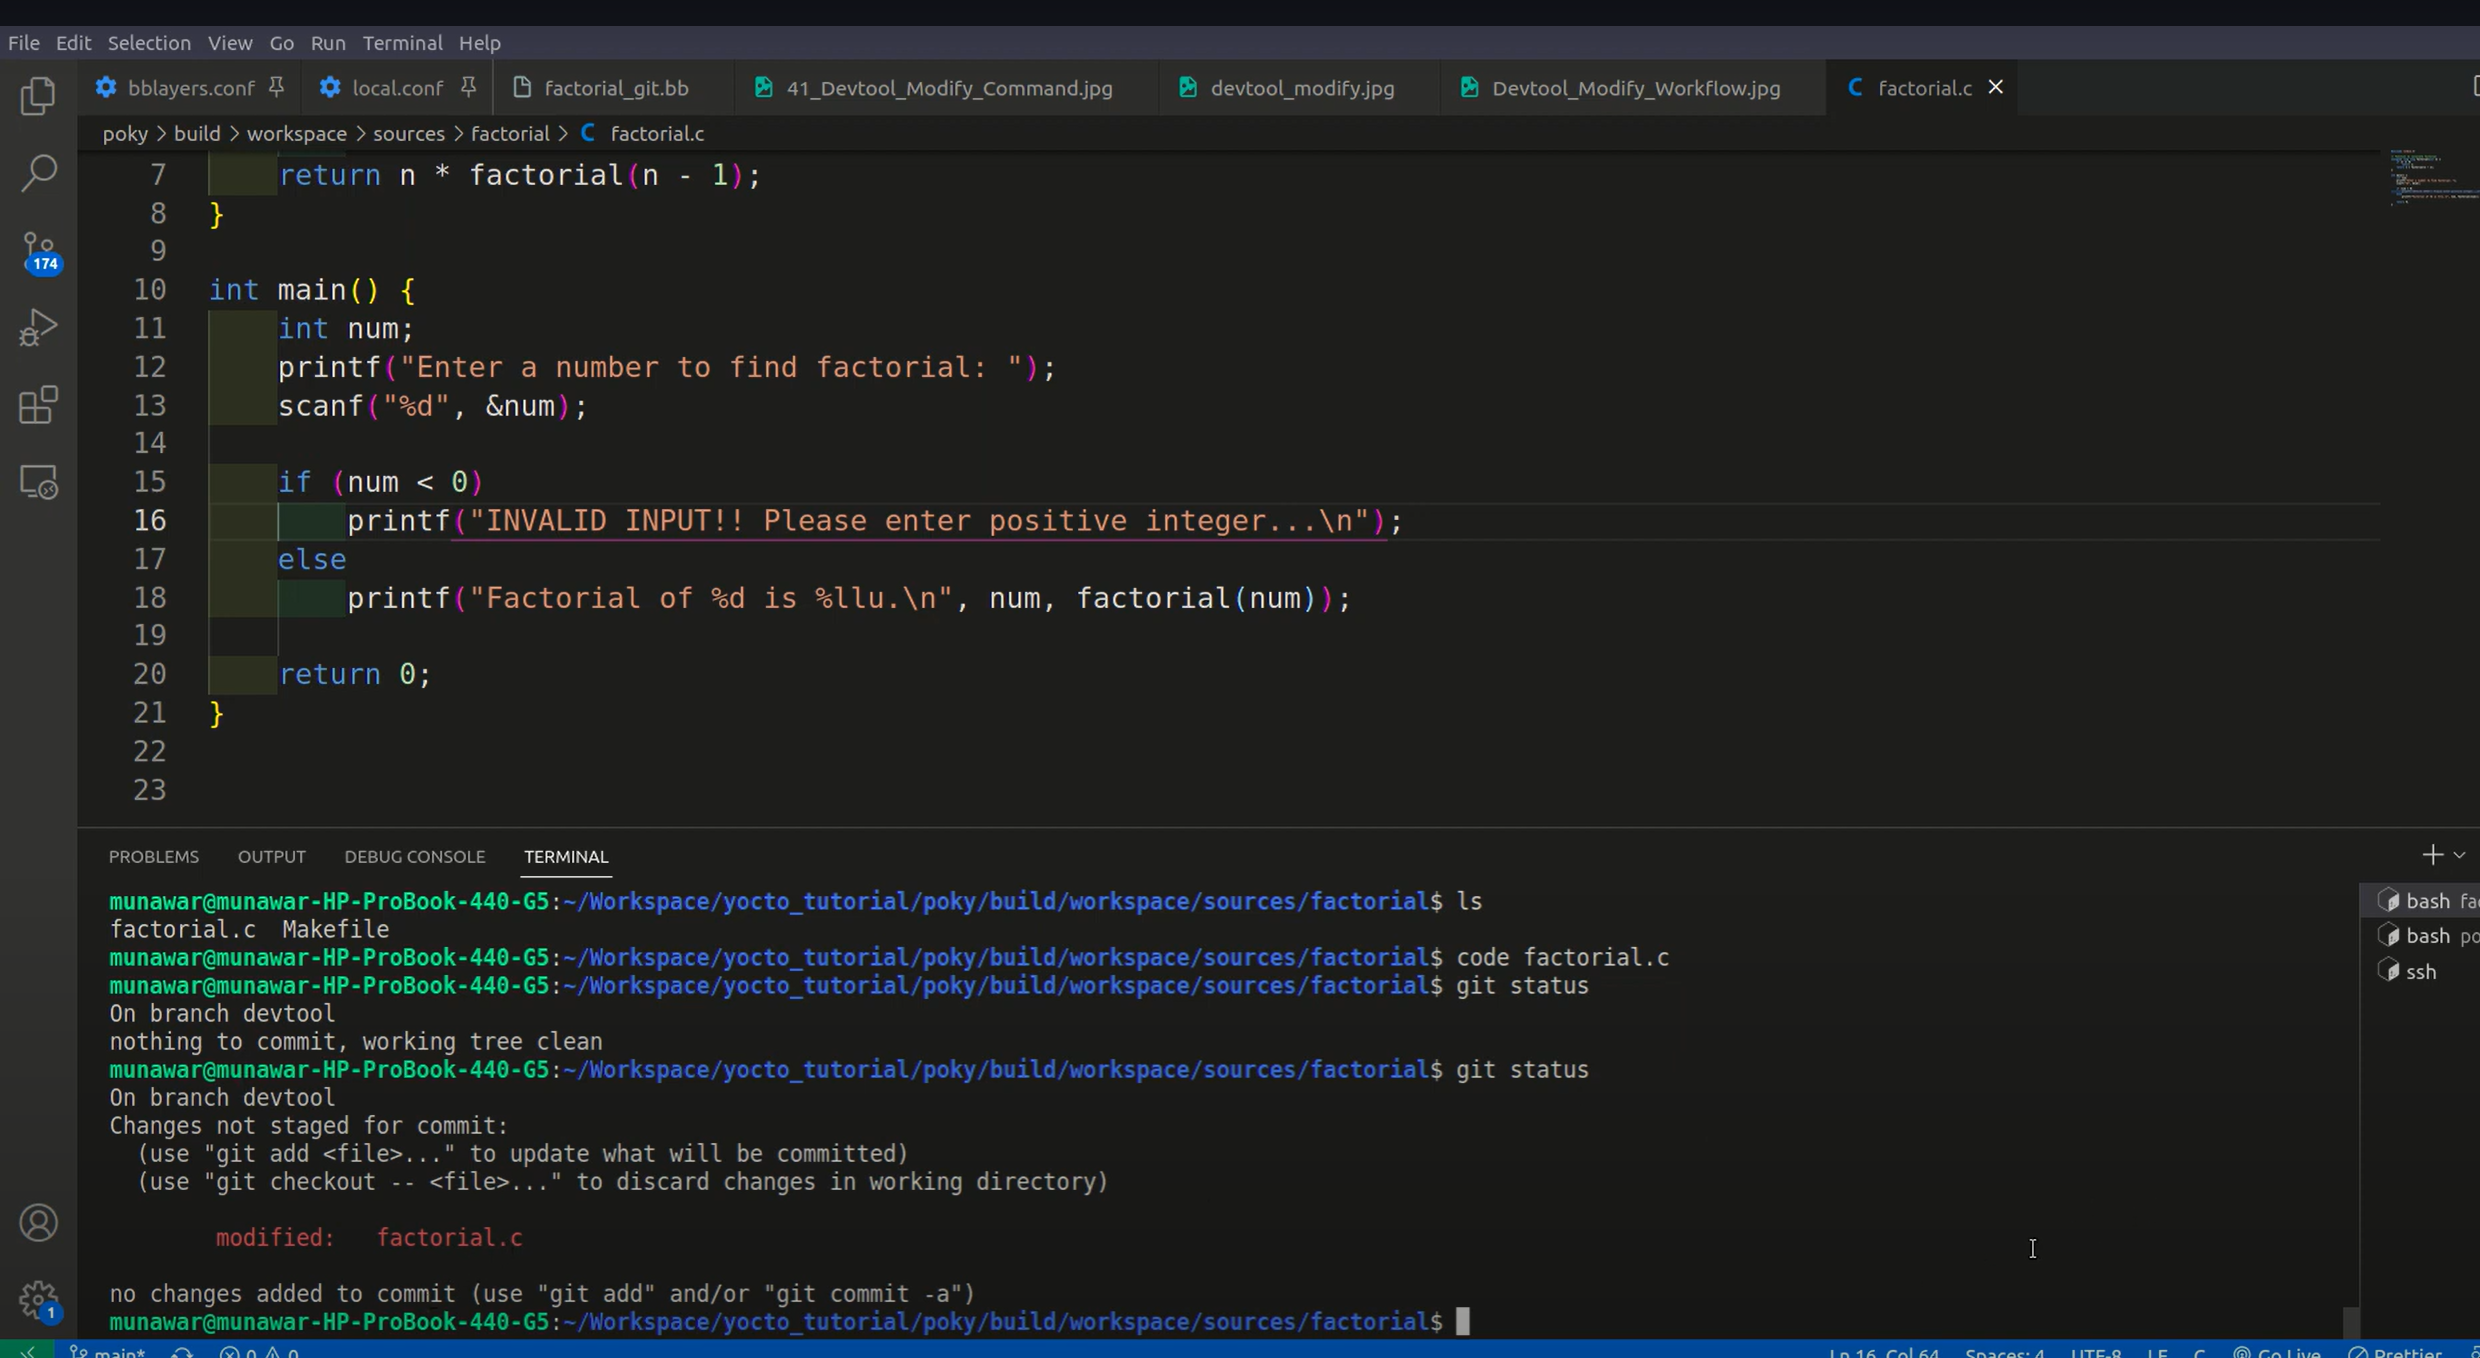 File Edit Selection View Go Run Terminal Help
bblayers.conf local.conf factorial_git.bb 41_Devtool_Modify_Command.jpg devtool_modify.jpg Devtool_Modify_Workflow.jpg C factorial.c
poky > build > workspace > sources > factorial > C factorial.c
7 return n * factorial(n - 1);
8 }
9
10 int main() {
11 int num;
12 printf("Enter a number to find factorial: ");
13 scanf("%d", &num);
14
15 if (num < 0)
16 printf("INVALID INPUT!! Please enter positive integer...\n");
17 else
18 printf("Factorial of %d is %llu.\n", num, factorial(num));
19
20 return 0;
21 }
22
23
174
PROBLEMS OUTPUT DEBUG CONSOLE TERMINAL
munawar@munawar-HP-ProBook-440-G5:~/Workspace/yocto_tutorial/poky/build/workspace/sources/factorial$ ls
factorial.c Makefile
munawar@munawar-HP-ProBook-440-G5:~/Workspace/yocto_tutorial/poky/build/workspace/sources/factorial$ code factorial.c
munawar@munawar-HP-ProBook-440-G5:~/Workspace/yocto_tutorial/poky/build/workspace/sources/factorial$ git status
On branch devtool
nothing to commit, working tree clean
munawar@munawar-HP-ProBook-440-G5:~/Workspace/yocto_tutorial/poky/build/workspace/sources/factorial$ git status
On branch devtool
Changes not staged for commit:
(use "git add <file>..." to update what will be committed)
(use "git checkout -- <file>..." to discard changes in working directory)
modified: factorial.c
no changes added to commit (use "git add" and/or "git commit -a")
munawar@munawar-HP-ProBook-440-G5:~/Workspace/yocto_tutorial/poky/build/workspace/sources/factorial$
bash fac
bash po
ssh
1
main* 0 0 Ln 16, Col 64 Spaces: 4 UTF-8 LF C Go Live Prettier